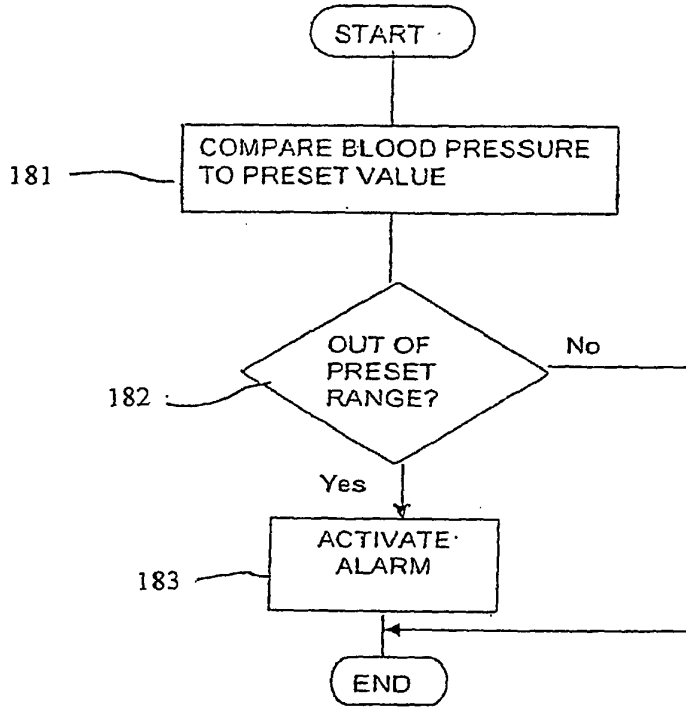 START
COMPARE BLOOD PRESSURE
TO PRESET VALUE
181
OUT OF
PRESET
RANGE?
No
182
Yes
ACTIVATE
ALARM
183
END